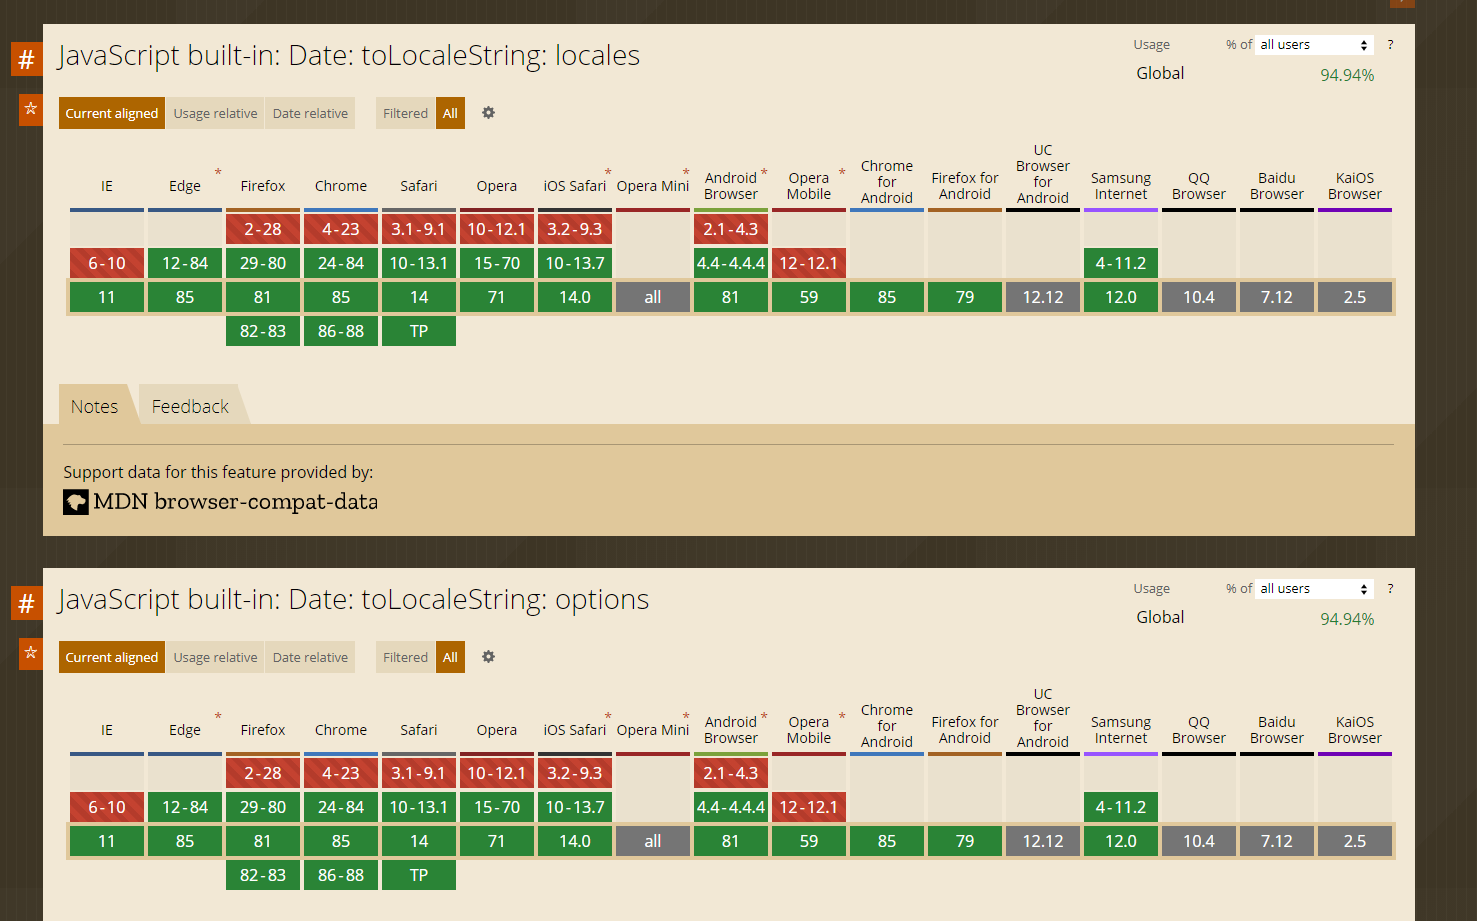 #
JavaScript built-in: Date: toLocaleString: locales
Usage % of all users ?
Global 94.94%
☆
Current aligned Usage relative Date relative Filtered All
IE Edge * Firefox Chrome Safari Opera iOS Safari * Opera Mini * Android Browser * Opera Mobile * Chrome for Android Firefox for Android UC Browser for Android Samsung Internet QQ Browser Baidu Browser KaiOS Browser
2-28 4-23 3.1-9.1 10-12.1 3.2-9.3 2.1-4.3
6-10 12-84 29-80 24-84 10-13.1 15-70 10-13.7 4.4-4.4.4 12-12.1 4-11.2
11 85 81 85 14 71 14.0 all 81 59 85 79 12.12 12.0 10.4 7.12 2.5
82-83 86-88 TP
Notes Feedback
Support data for this feature provided by:
MDN browser-compat-data
#
JavaScript built-in: Date: toLocaleString: options
Usage % of all users ?
Global 94.94%
☆
Current aligned Usage relative Date relative Filtered All
IE Edge * Firefox Chrome Safari Opera iOS Safari * Opera Mini * Android Browser * Opera Mobile * Chrome for Android Firefox for Android UC Browser for Android Samsung Internet QQ Browser Baidu Browser KaiOS Browser
2-28 4-23 3.1-9.1 10-12.1 3.2-9.3 2.1-4.3
6-10 12-84 29-80 24-84 10-13.1 15-70 10-13.7 4.4-4.4.4 12-12.1 4-11.2
11 85 81 85 14 71 14.0 all 81 59 85 79 12.12 12.0 10.4 7.12 2.5
82-83 86-88 TP